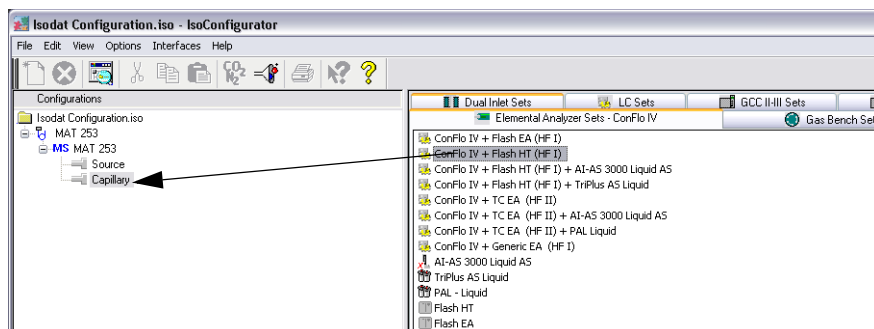 Isodat Configuration.iso - IsoConfigurator
File Edit View Options Interfaces Help
CO2
N2
Configurations
Isodat Configuration.iso
MAT 253
MS MAT 253
Source
Capillary
Dual Inlet Sets LC Sets GCC II-III Sets
Elemental Analyzer Sets - ConFlo IV Gas Bench Set
ConFlo IV + Flash EA (HF I)
ConFlo IV + Flash HT (HF I)
ConFlo IV + Flash HT (HF I) + AI-AS 3000 Liquid AS
ConFlo IV + Flash HT (HF I) + TriPlus AS Liquid
ConFlo IV + TC EA (HF II)
ConFlo IV + TC EA (HF II) + AI-AS 3000 Liquid AS
ConFlo IV + TC EA (HF II) + PAL Liquid
ConFlo IV + Generic EA (HF I)
AI-AS 3000 Liquid AS
TriPlus AS Liquid
PAL - Liquid
Flash HT
Flash EA